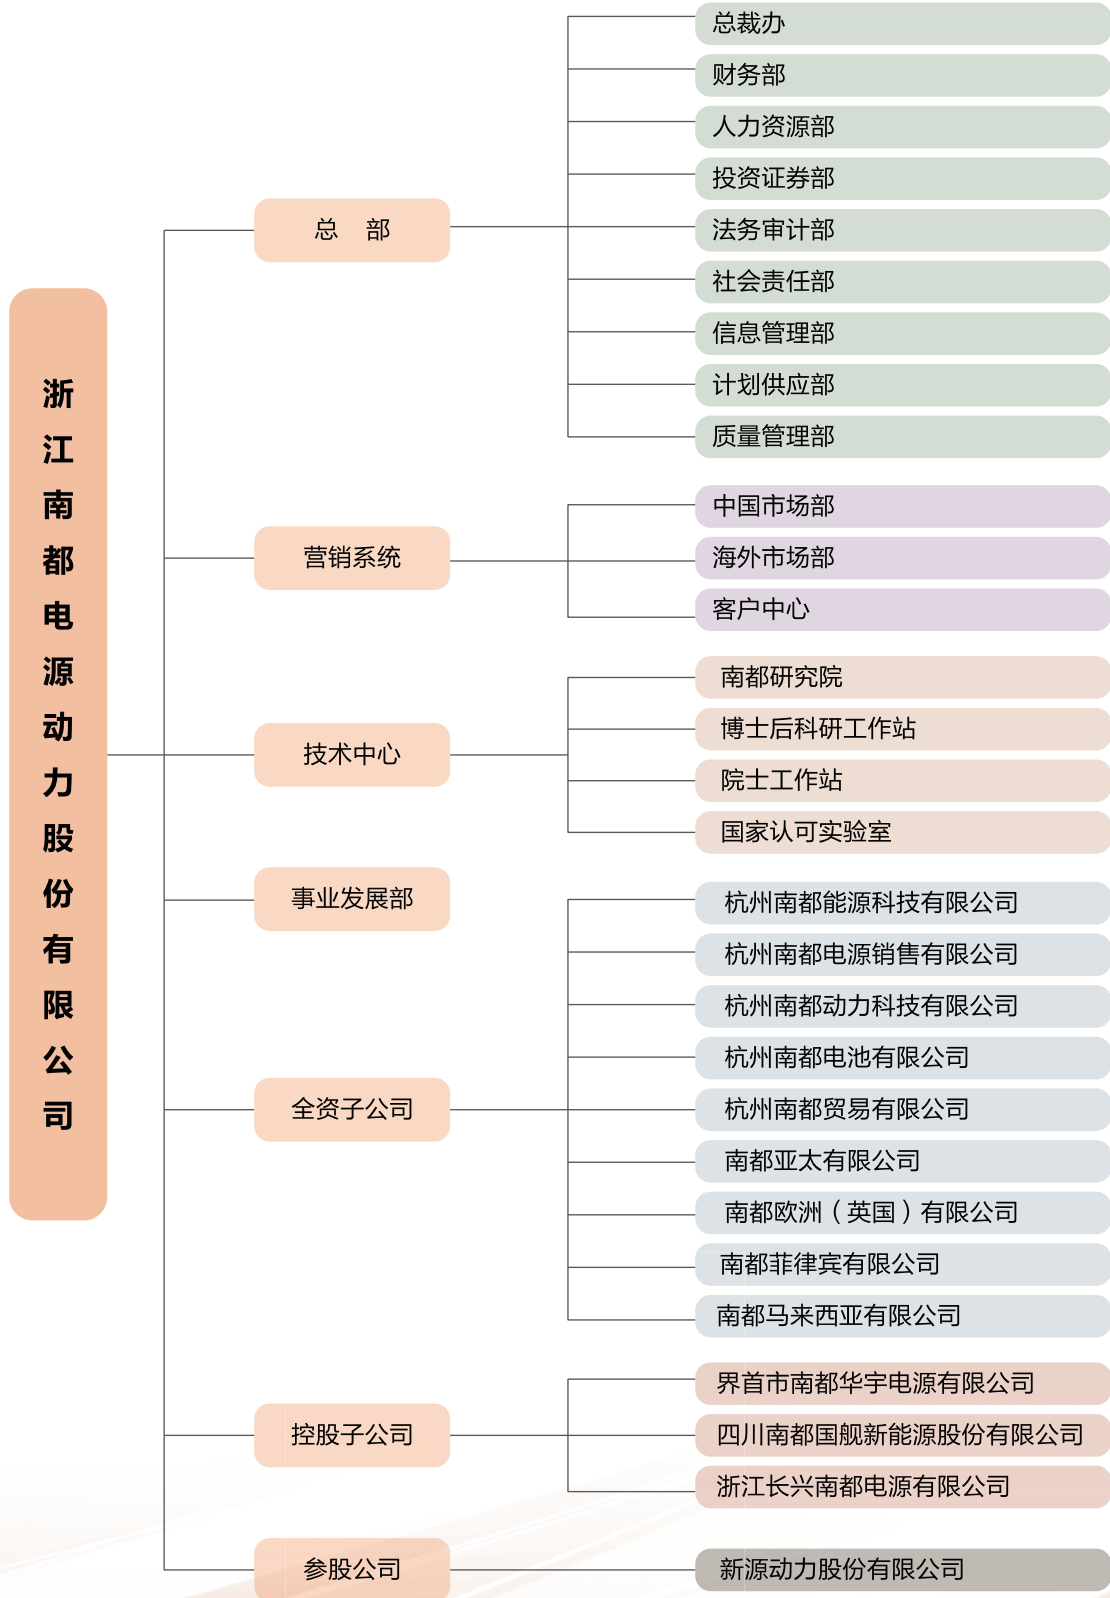 浙江南都电源动力股份有限公司
总 部
总裁办
财务部
人力资源部
投资证券部
法务审计部
社会责任部
信息管理部
计划供应部
质量管理部
营销系统
中国市场部
海外市场部
客户中心
技术中心
南都研究院
博士后科研工作站
院士工作站
国家认可实验室
事业发展部
全资子公司
杭州南都能源科技有限公司
杭州南都电源销售有限公司
杭州南都动力科技有限公司
杭州南都电池有限公司
杭州南都贸易有限公司
南都亚太有限公司
南都欧洲（英国）有限公司
南都菲律宾有限公司
南都马来西亚有限公司
控股子公司
界首市南都华宇电源有限公司
四川南都国舰新能源股份有限公司
浙江长兴南都电源有限公司
参股公司
新源动力股份有限公司